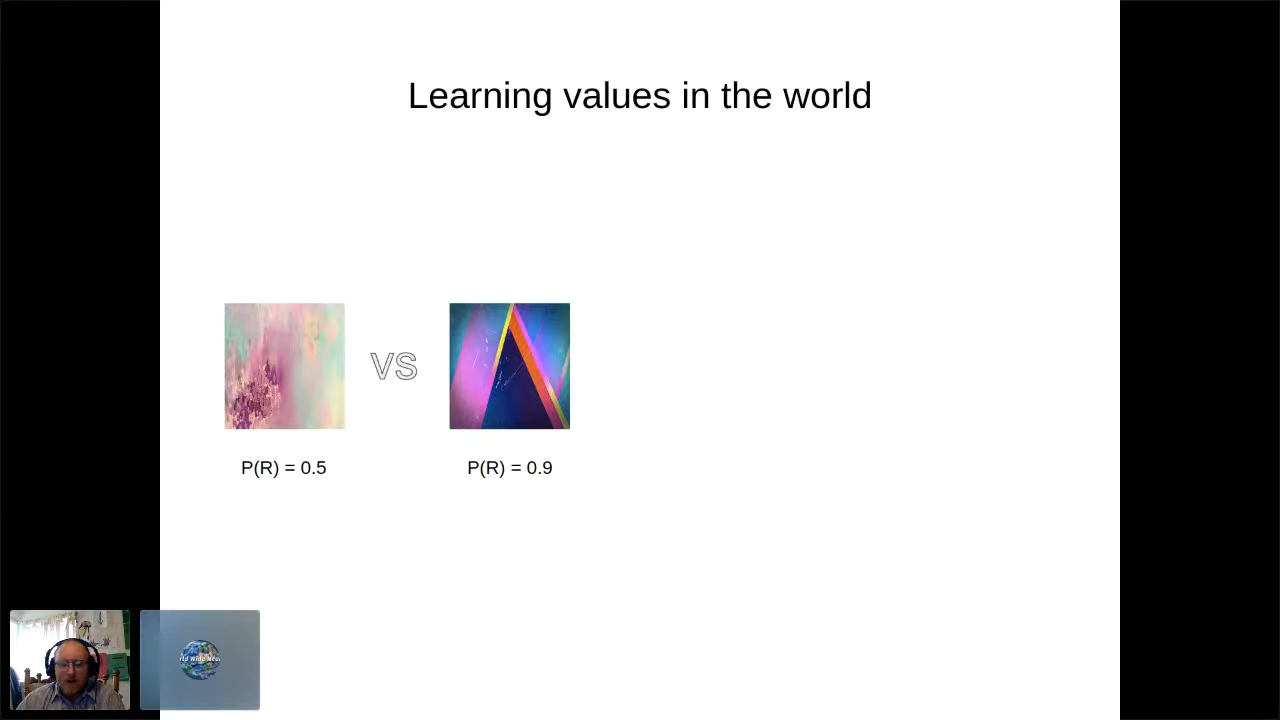 Learning values in the world
VS
P(R) = 0.5
P(R) = 0.9